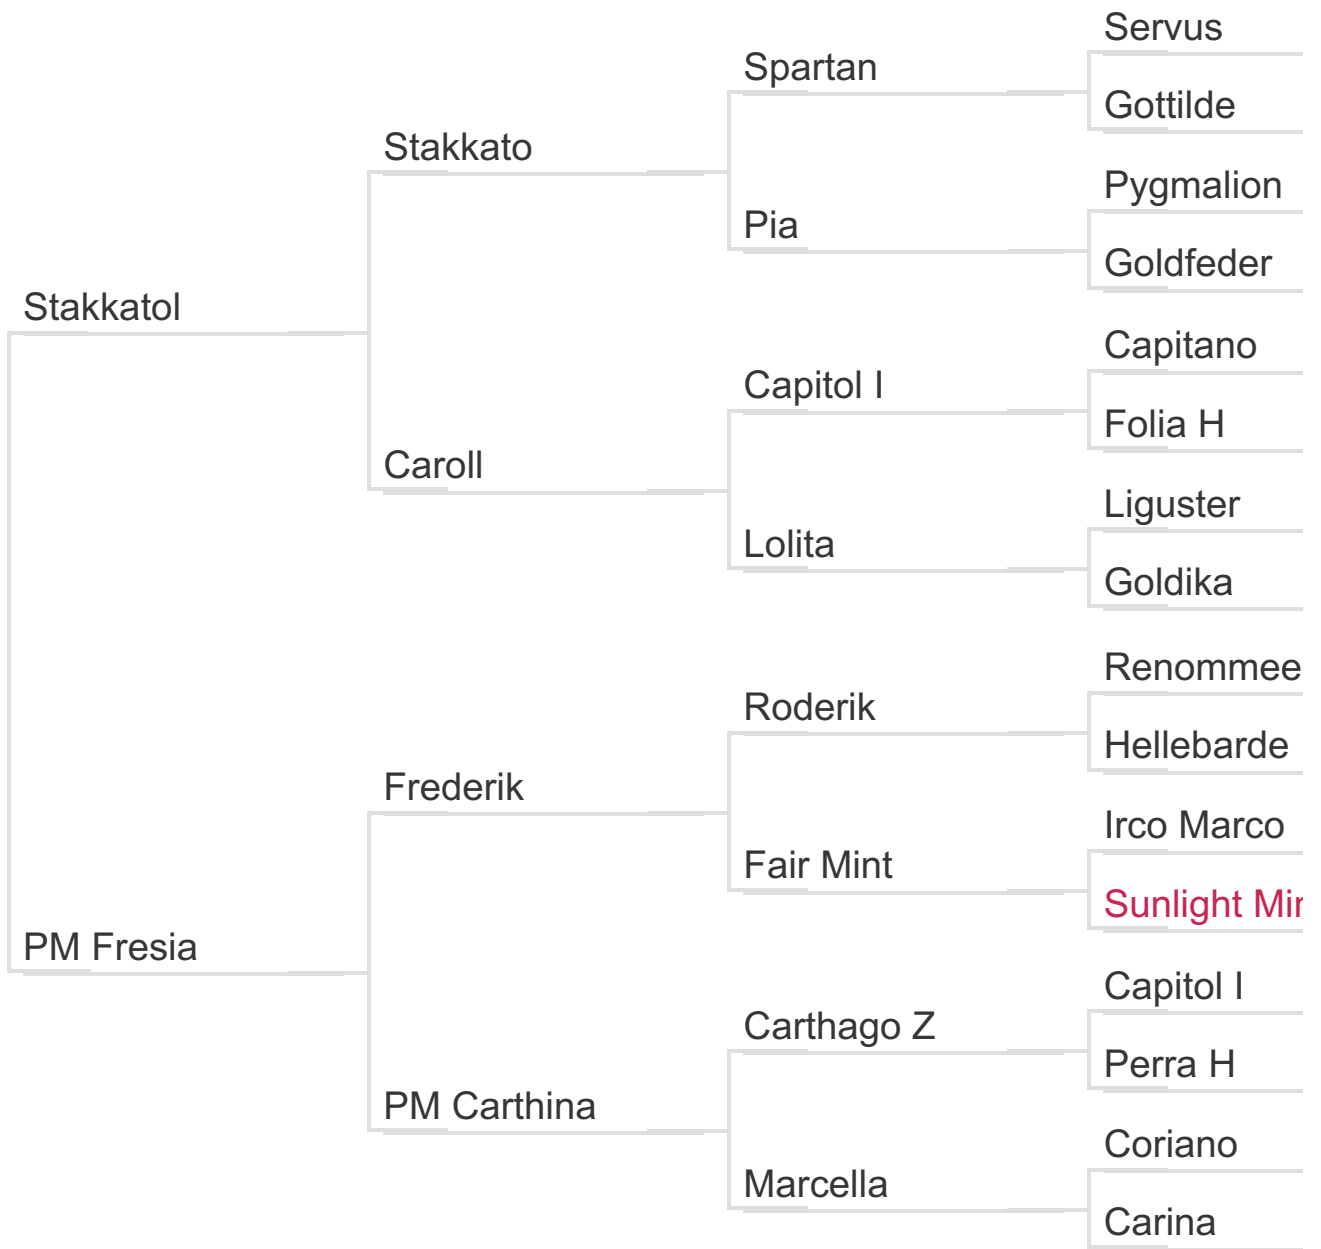 Servus
Spartan
Gottilde
Stakkato
Pygmalion
Pia
Goldfeder
Stakkatol
Capitano
Capitol I
Folia H
Caroll
Liguster
Lolita
Goldika
Renommee
Roderik
Hellebarde
Frederik
Irco Marco
Fair Mint
Sunlight
PM Fresia
Capitol I
Carthago Z
Perra H
PM Carthina
Coriano
Marcella
Carina